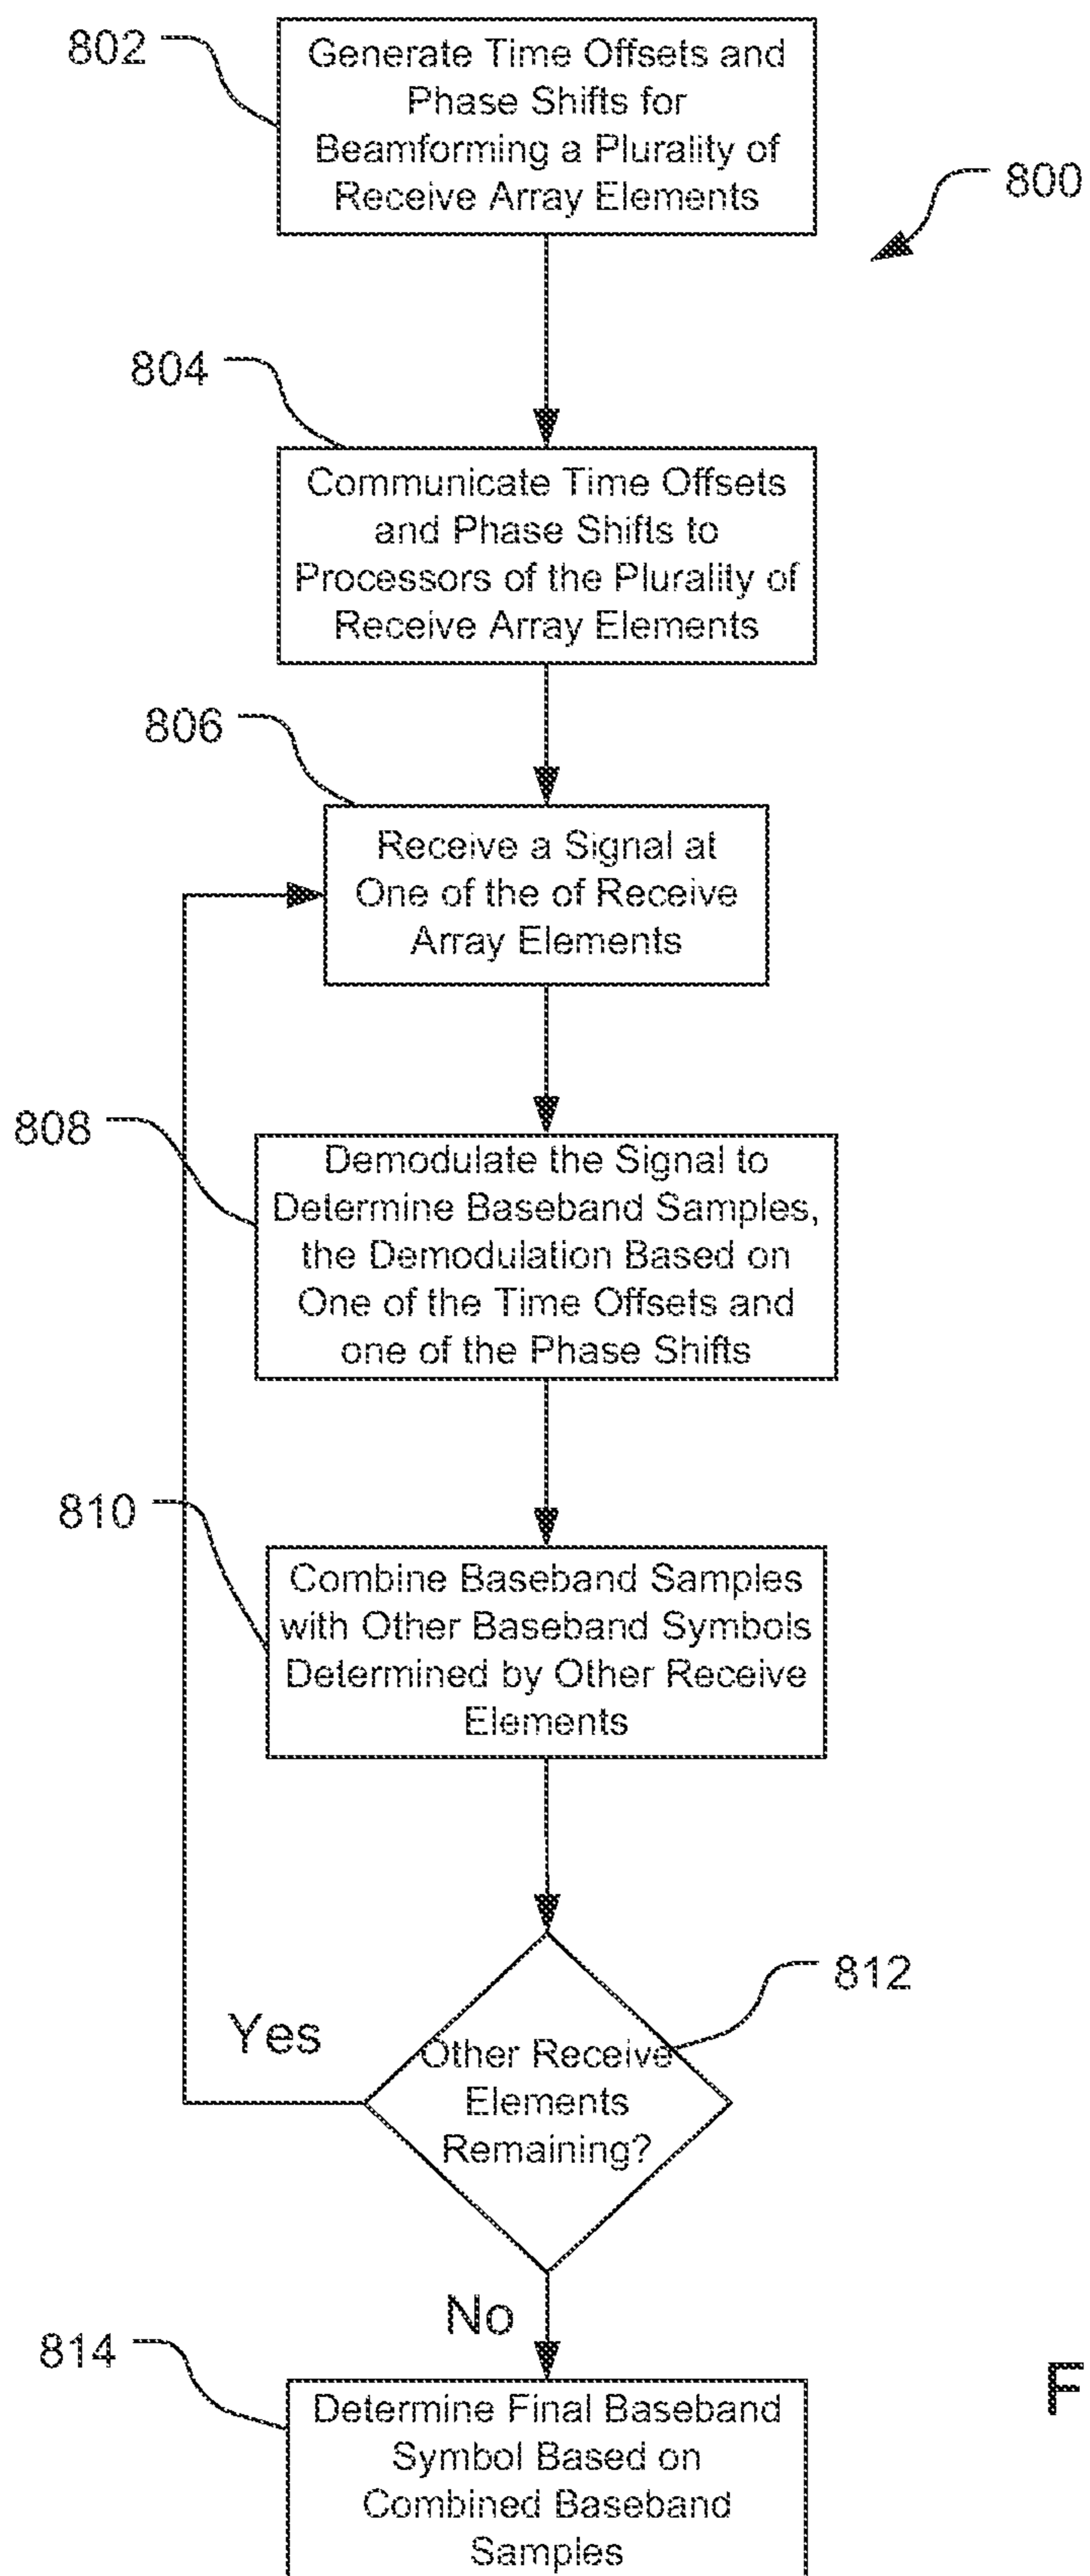 802
Generate Time Offsets and
Phase Shifts for
Beamforming a Plurality of
Receive Array Elements
800
804
Communicate Time Offsets
and Phase Shifts to
Processors of the Plurality of
Receive Array Elements
806
Receive a Signal at
One of the of Receive
Array Elements
808
Demodulate the Signal to
Determine Baseband Samples,
the Demodulation Based on
One of the Time Offsets and
one of the Phase Shifts
810
Combine Baseband Samples
with Other Baseband Symbols
Determined by Other Receive
Elements
812
Yes
Other Receive
Elements
Remaining?
No
814
Determine Final Baseband
Symbol Based on
Combined Baseband
Samples
F